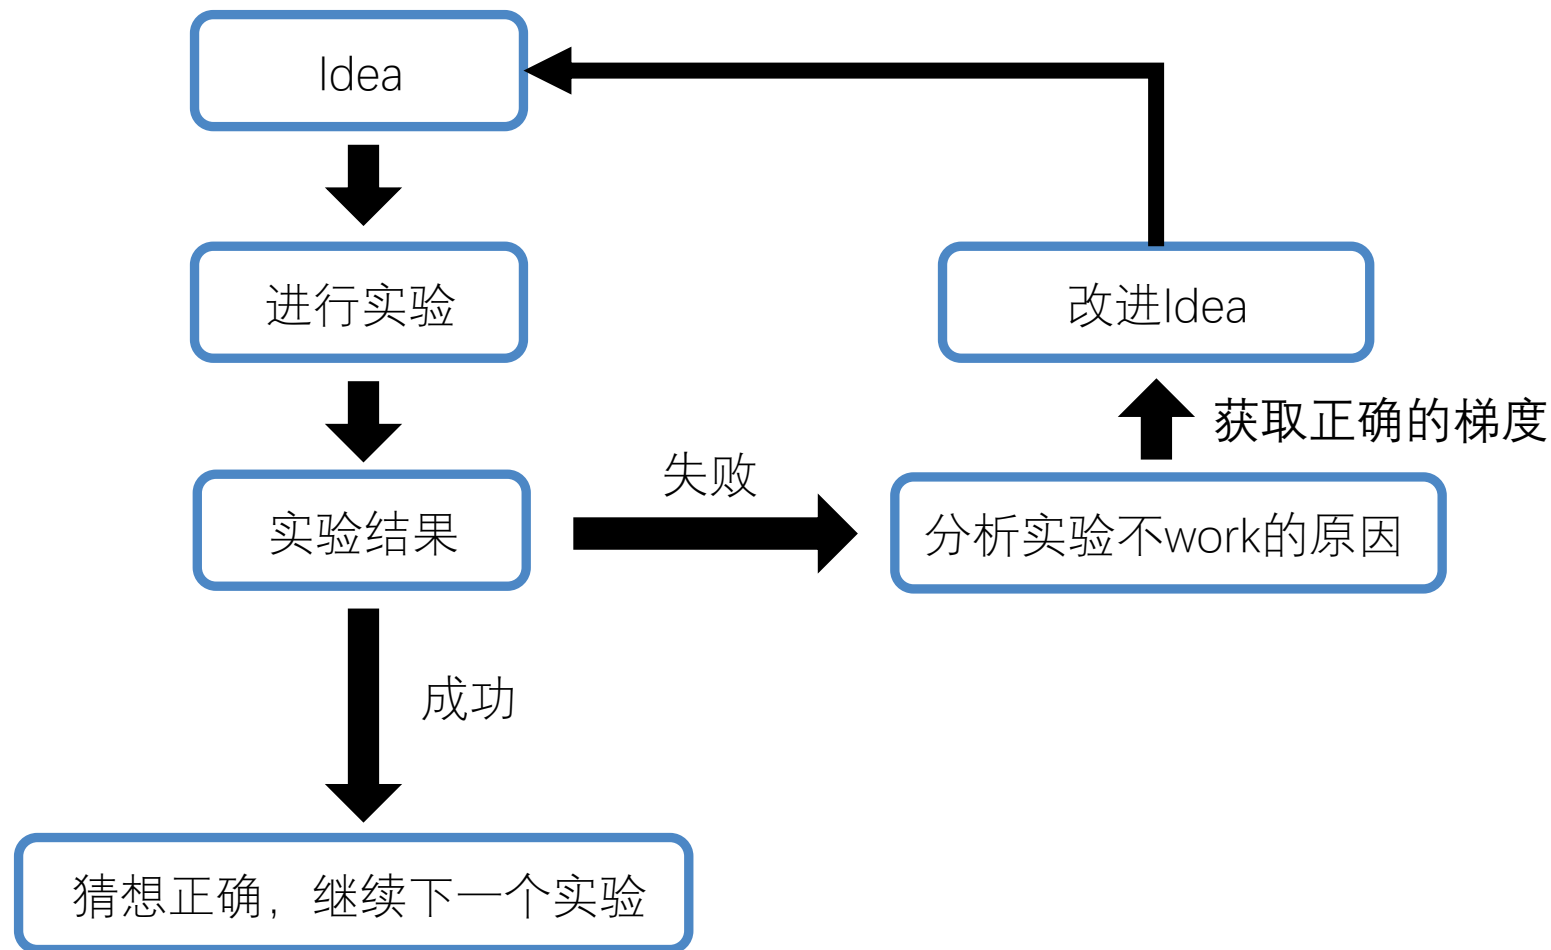 Idea
进行实验
改进Idea
获取正确的梯度
失败
实验结果
分析实验不work的原因
成功
猜想正确，继续下一个实验